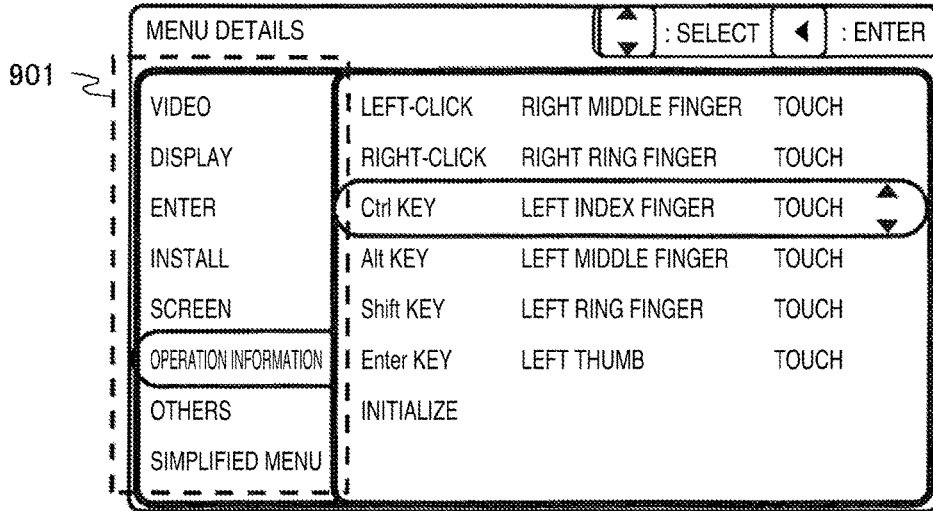 MENU DETAILS : SELECT : ENTER
901
VIDEO
DISPLAY
ENTER
INSTALL
SCREEN
OPERATION INFORMATION
OTHERS
SIMPLIFIED MENU
LEFT-CLICK RIGHT MIDDLE FINGER TOUCH
RIGHT-CLICK RIGHT RING FINGER TOUCH
Ctrl KEY LEFT INDEX FINGER TOUCH
Alt KEY LEFT MIDDLE FINGER TOUCH
Shift KEY LEFT RING FINGER TOUCH
Enter KEY LEFT THUMB TOUCH
INITIALIZE